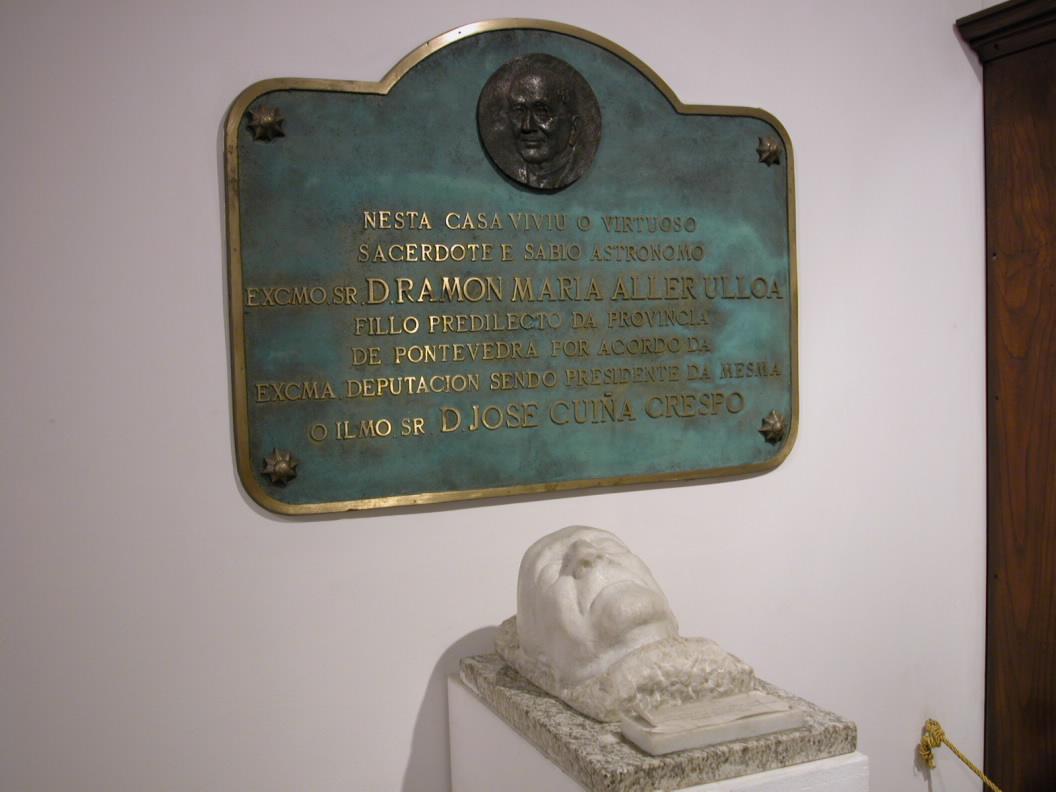 NESTA CASA VIVIU O VIRTUOSO
SACERDOTE E SABIO ASTRONOMO
EXCMO. SR. D. RAMON MARIA ALLER ULLOA
FILLO PREDILECTO DA PROVINCIA
DE PONTEVEDRA POR ACORDO DA
EXCMA. DEPUTACION SENDO PRESIDENTE DA MESMA
O ILMO. SR. D. JOSE CUIÑA CRESPO